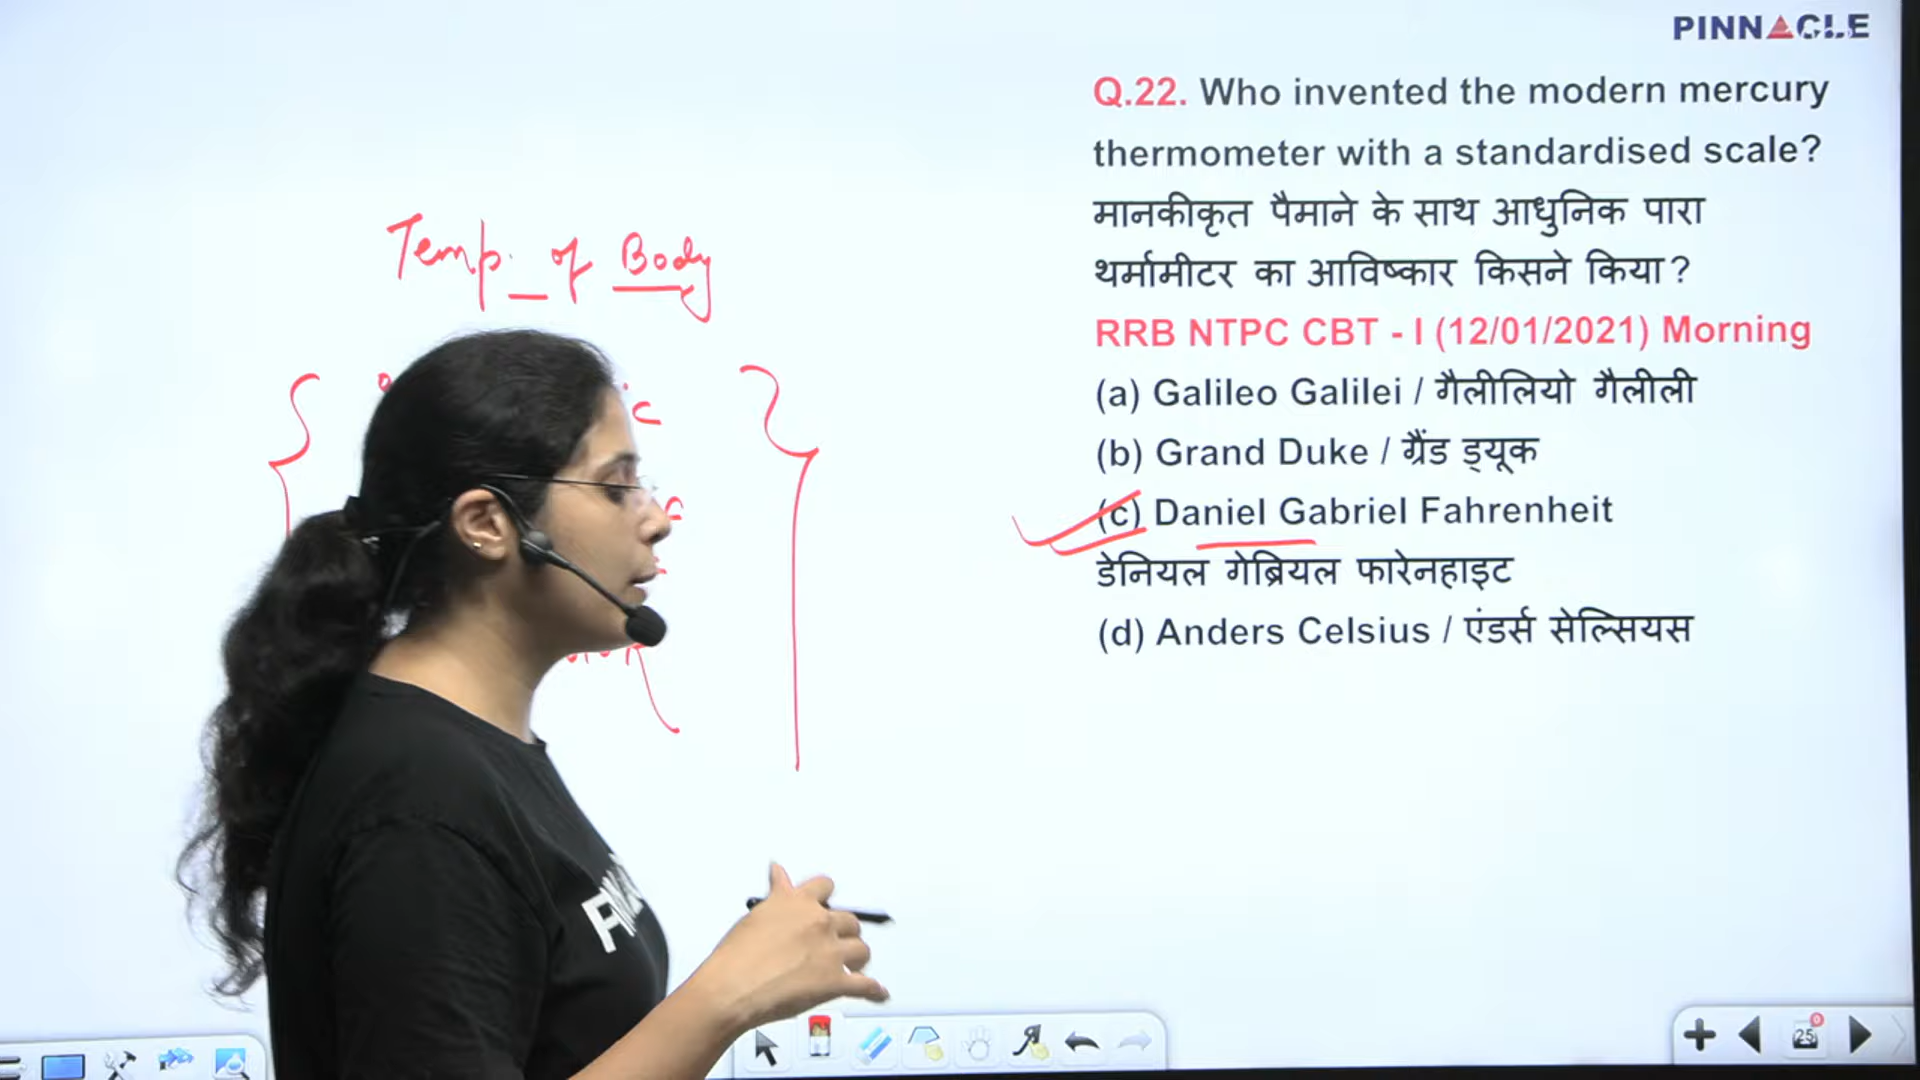 PINNACLE
Q.22. Who invented the modern mercury
thermometer with a standardised scale?
मानकीकृत पैमाने के साथ आधुनिक पारा
थर्मामीटर का आविष्कार किसने किया?
RRB NTPC CBT - I (12/01/2021) Morning
(a) Galileo Galilei / गैलीलियो गैलीली
(b) Grand Duke / ग्रैंड ड्यूक
(c) Daniel Gabriel Fahrenheit
डेनियल गेब्रियल फारेनहाइट
(d) Anders Celsius / एंडर्स सेल्सियस
Temp. of Body
25